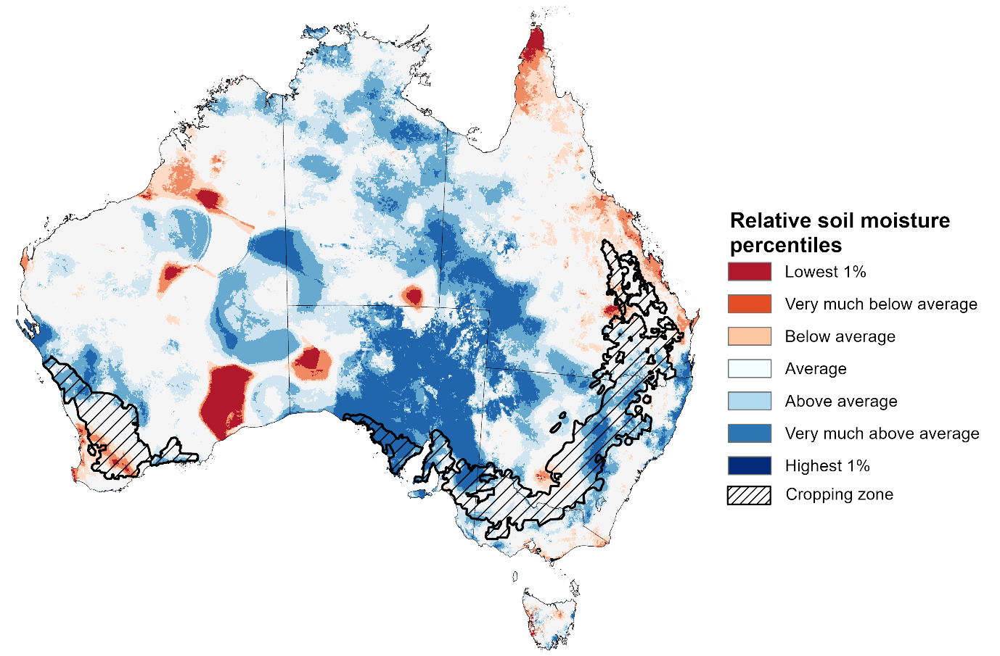 Relative soil moisture
percentiles
Lowest 1%
Very much below average
Below average
Average
Above average
Very much above average
Highest 1%
Cropping zone